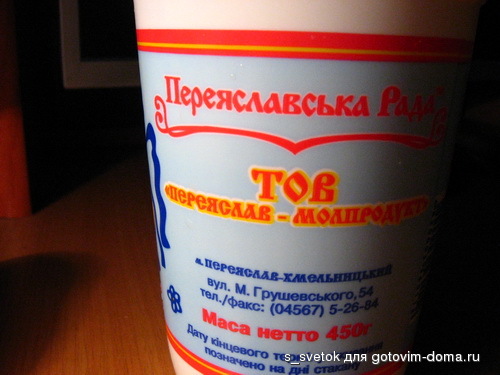 Переяславська Рада™
ТОВ
«ПЕРЕЯСЛАВ - МОЛПРОДУКТ»
м. ПЕРЕЯСЛАВ-ХМЕЛЬНИЦЬКИЙ
вул. М. Грушевського, 54
тел./факс: (04567) 5-26-84
Маса нетто 450г
Дату кінцевого
позначено на дні стакану
s_svetok для gotovim-doma.ru